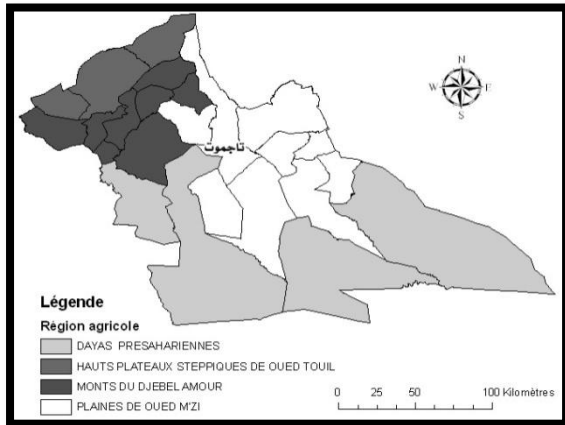 N
W E
S
تاجموت
Légende
Région agricole
DAYAS PRESAHARIENNES
HAUTS PLATEAUX STEPPIQUES DE OUED TOUIL
MONTS DU DJEBEL AMOUR
PLAINES DE OUED M'ZI
0 25 50 100 Kilomètres